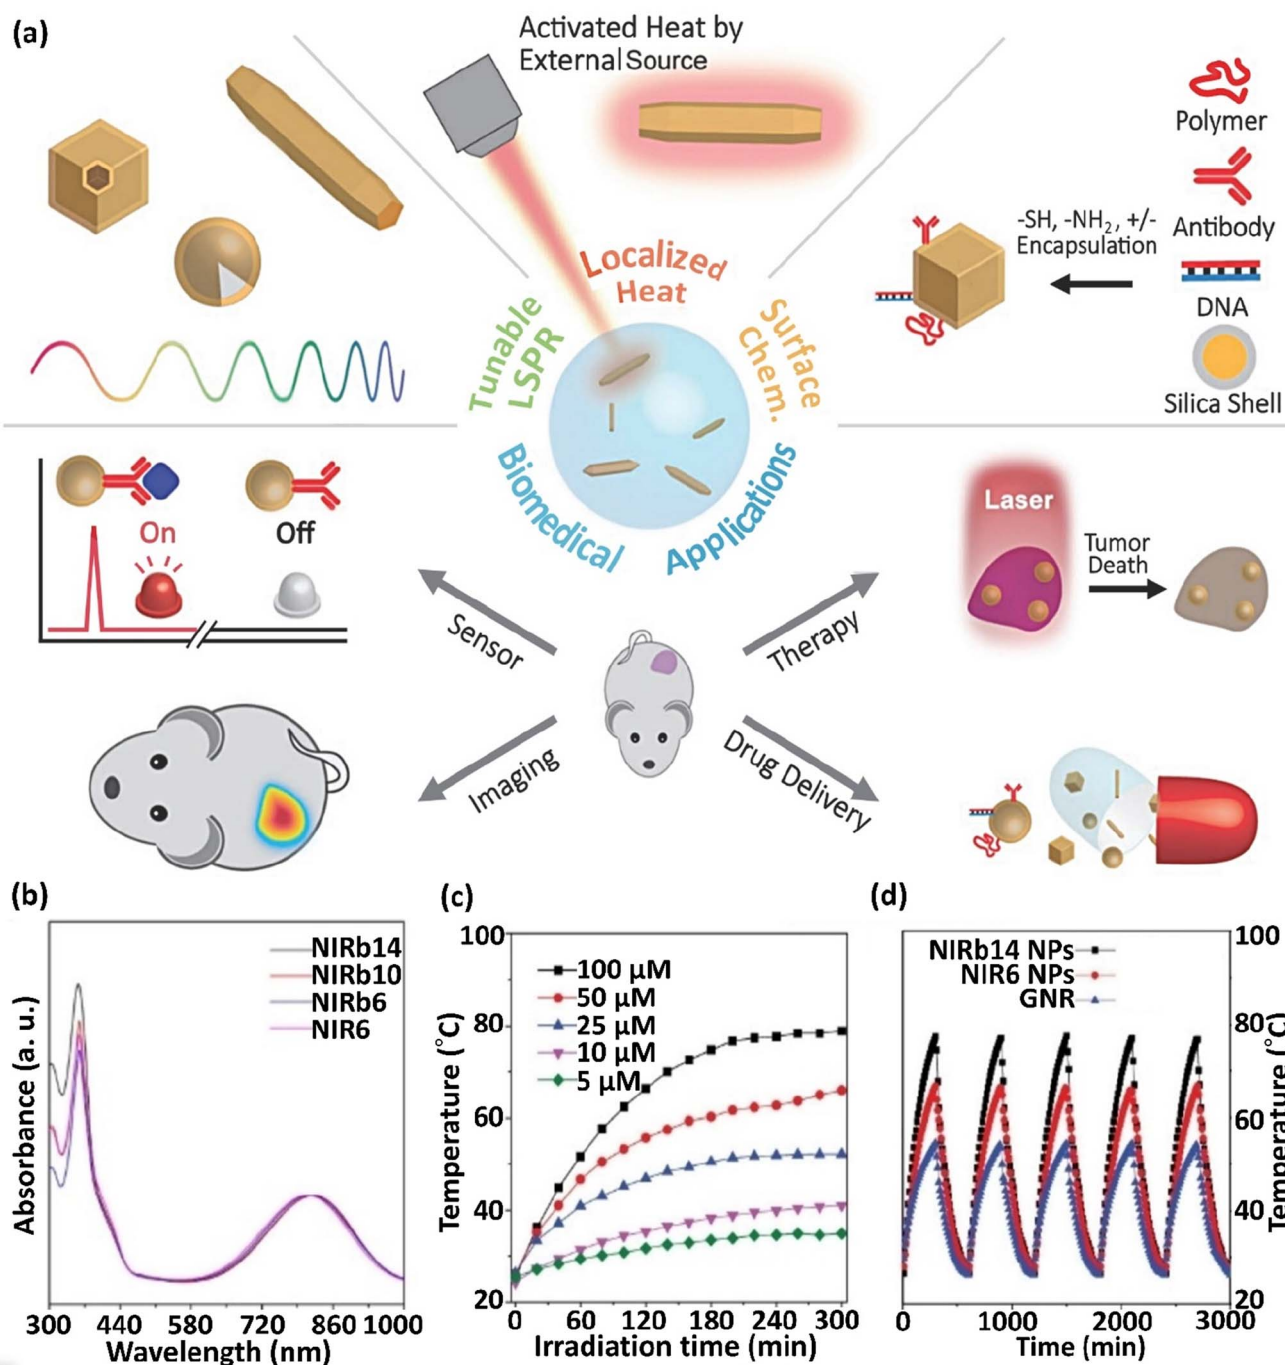 (a)
Activated Heat by
External Source
Polymer
Antibody
-SH, -NH₂, +/-
Encapsulation
DNA
Silica Shell
Localized
Heat
Tunable
LSPR
Surface
Chem.
Biomedical
Applications
On
Off
Laser
Tumor
Death
Sensor
Therapy
Imaging
Drug Delivery
(b)
NIRb14
NIRb10
NIRb6
NIR6
Absorbance (a. u.)
300 440 580 720 860 1000
Wavelength (nm)
(c)
100
80
60
40
20
100 μM
50 μM
25 μM
10 μM
5 μM
Temperature (°C)
0 60 120 180 240 300
Irradiation time (min)
(d)
NIRb14 NPs
NIR6 NPs
GNR
100
80
60
40
20
Temperature (°C)
0 1000 2000 3000
Time (min)